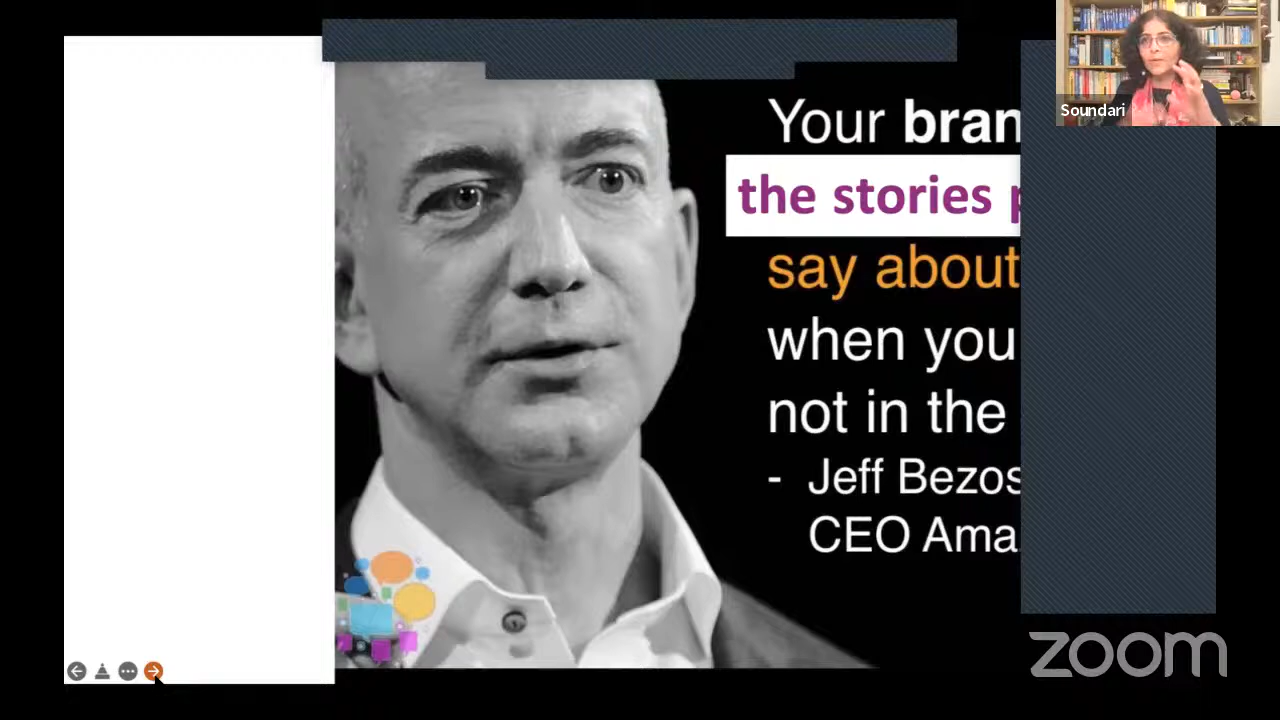 Your bran
the stories p
say about
when you
not in the
- Jeff Bezos
CEO Ama
Soundari
zoom